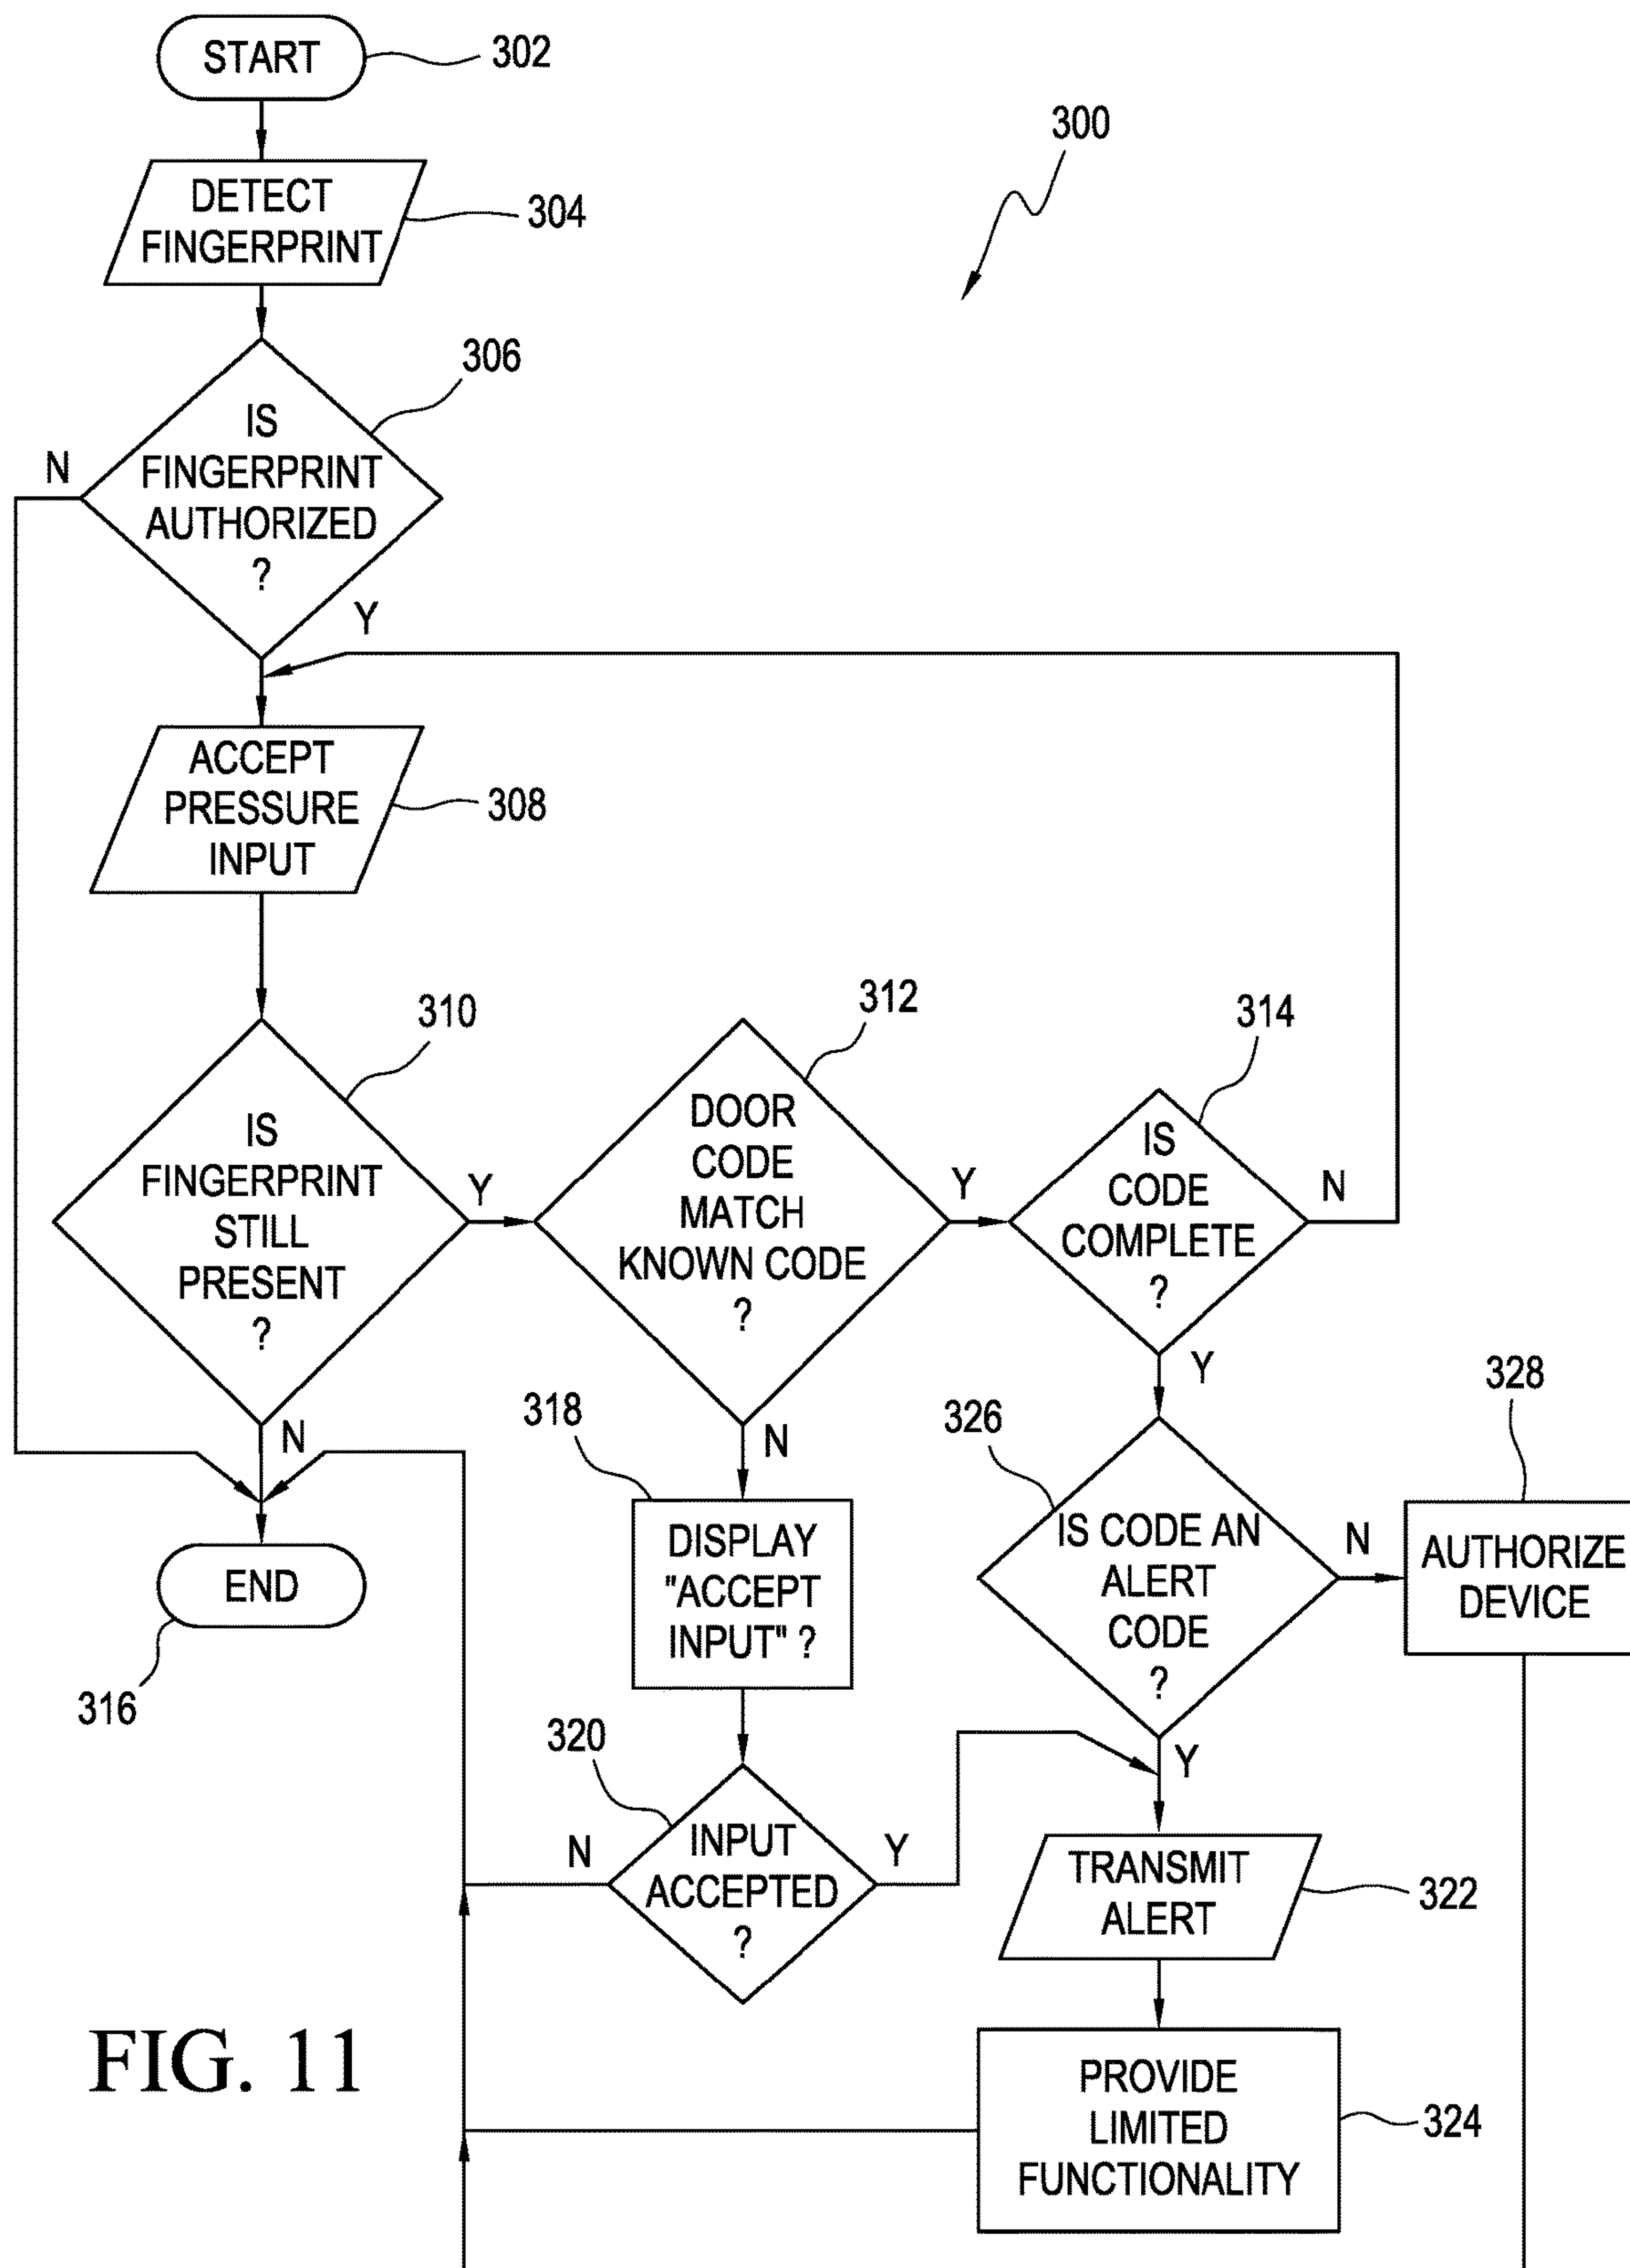 START
302
300
DETECT
FINGERPRINT
304
306
IS
FINGERPRINT
AUTHORIZED
?
N
Y
ACCEPT
PRESSURE
INPUT
308
310
IS
FINGERPRINT
STILL
PRESENT
?
Y
N
312
DOOR
CODE
MATCH
KNOWN CODE
?
Y
N
314
IS
CODE
COMPLETE
?
N
Y
END
316
318
DISPLAY
"ACCEPT
INPUT" ?
320
INPUT
ACCEPTED
?
N
Y
326
IS CODE AN
ALERT
CODE
?
N
Y
328
AUTHORIZE
DEVICE
TRANSMIT
ALERT
322
PROVIDE
LIMITED
FUNCTIONALITY
324
FIG. 11